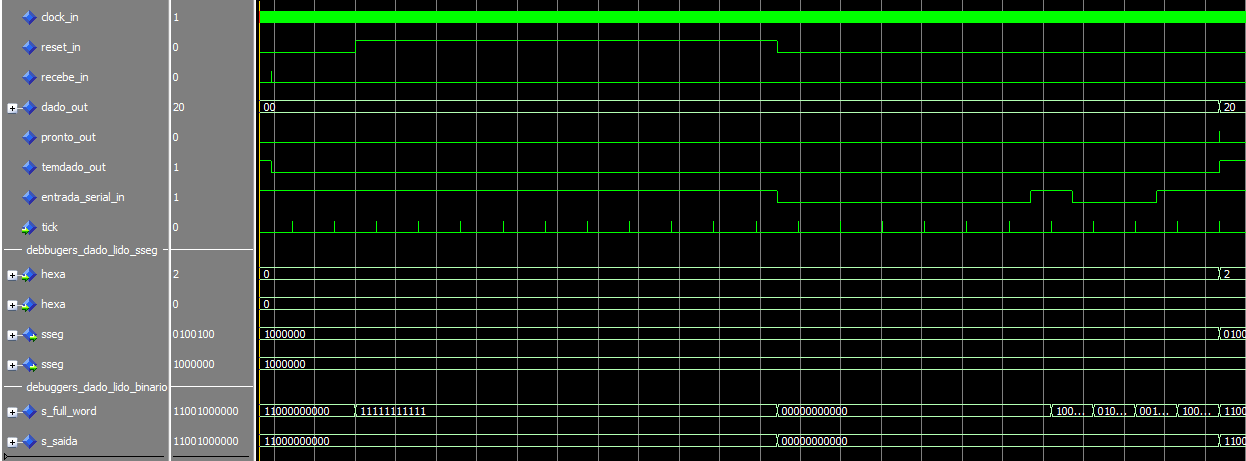 clock_in 1
reset_in 0
recebe_in 0
dado_out 20 00 20
pronto_out 0
temdado_out 1
entrada_serial_in 1
tick 0
debbugers_dado_lido_sseg
hexa 2 0 2
hexa 0 0
sseg 0100100 1000000 0100
sseg 1000000 1000000
debuggers_dado_lido_binario
s_full_word 11001000000 11000000000 11111111111 00000000000 100... 010... 001... 100... 1100
s_saida 11001000000 11000000000 00000000000 1100